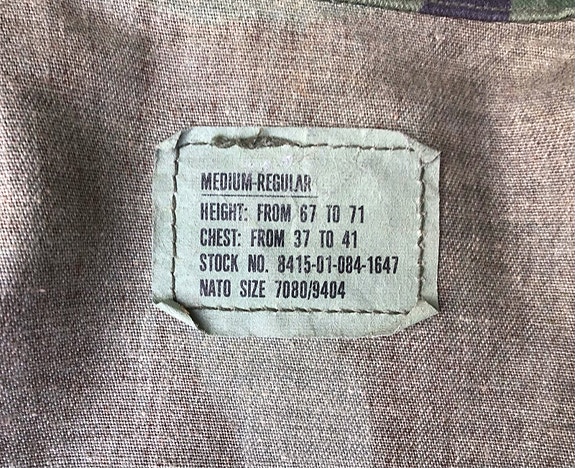 MEDIUM-REGULAR
HEIGHT: FROM 67 TO 71
CHEST: FROM 37 TO 41
STOCK NO. 8415-01-084-1647
NATO SIZE 7080/9404